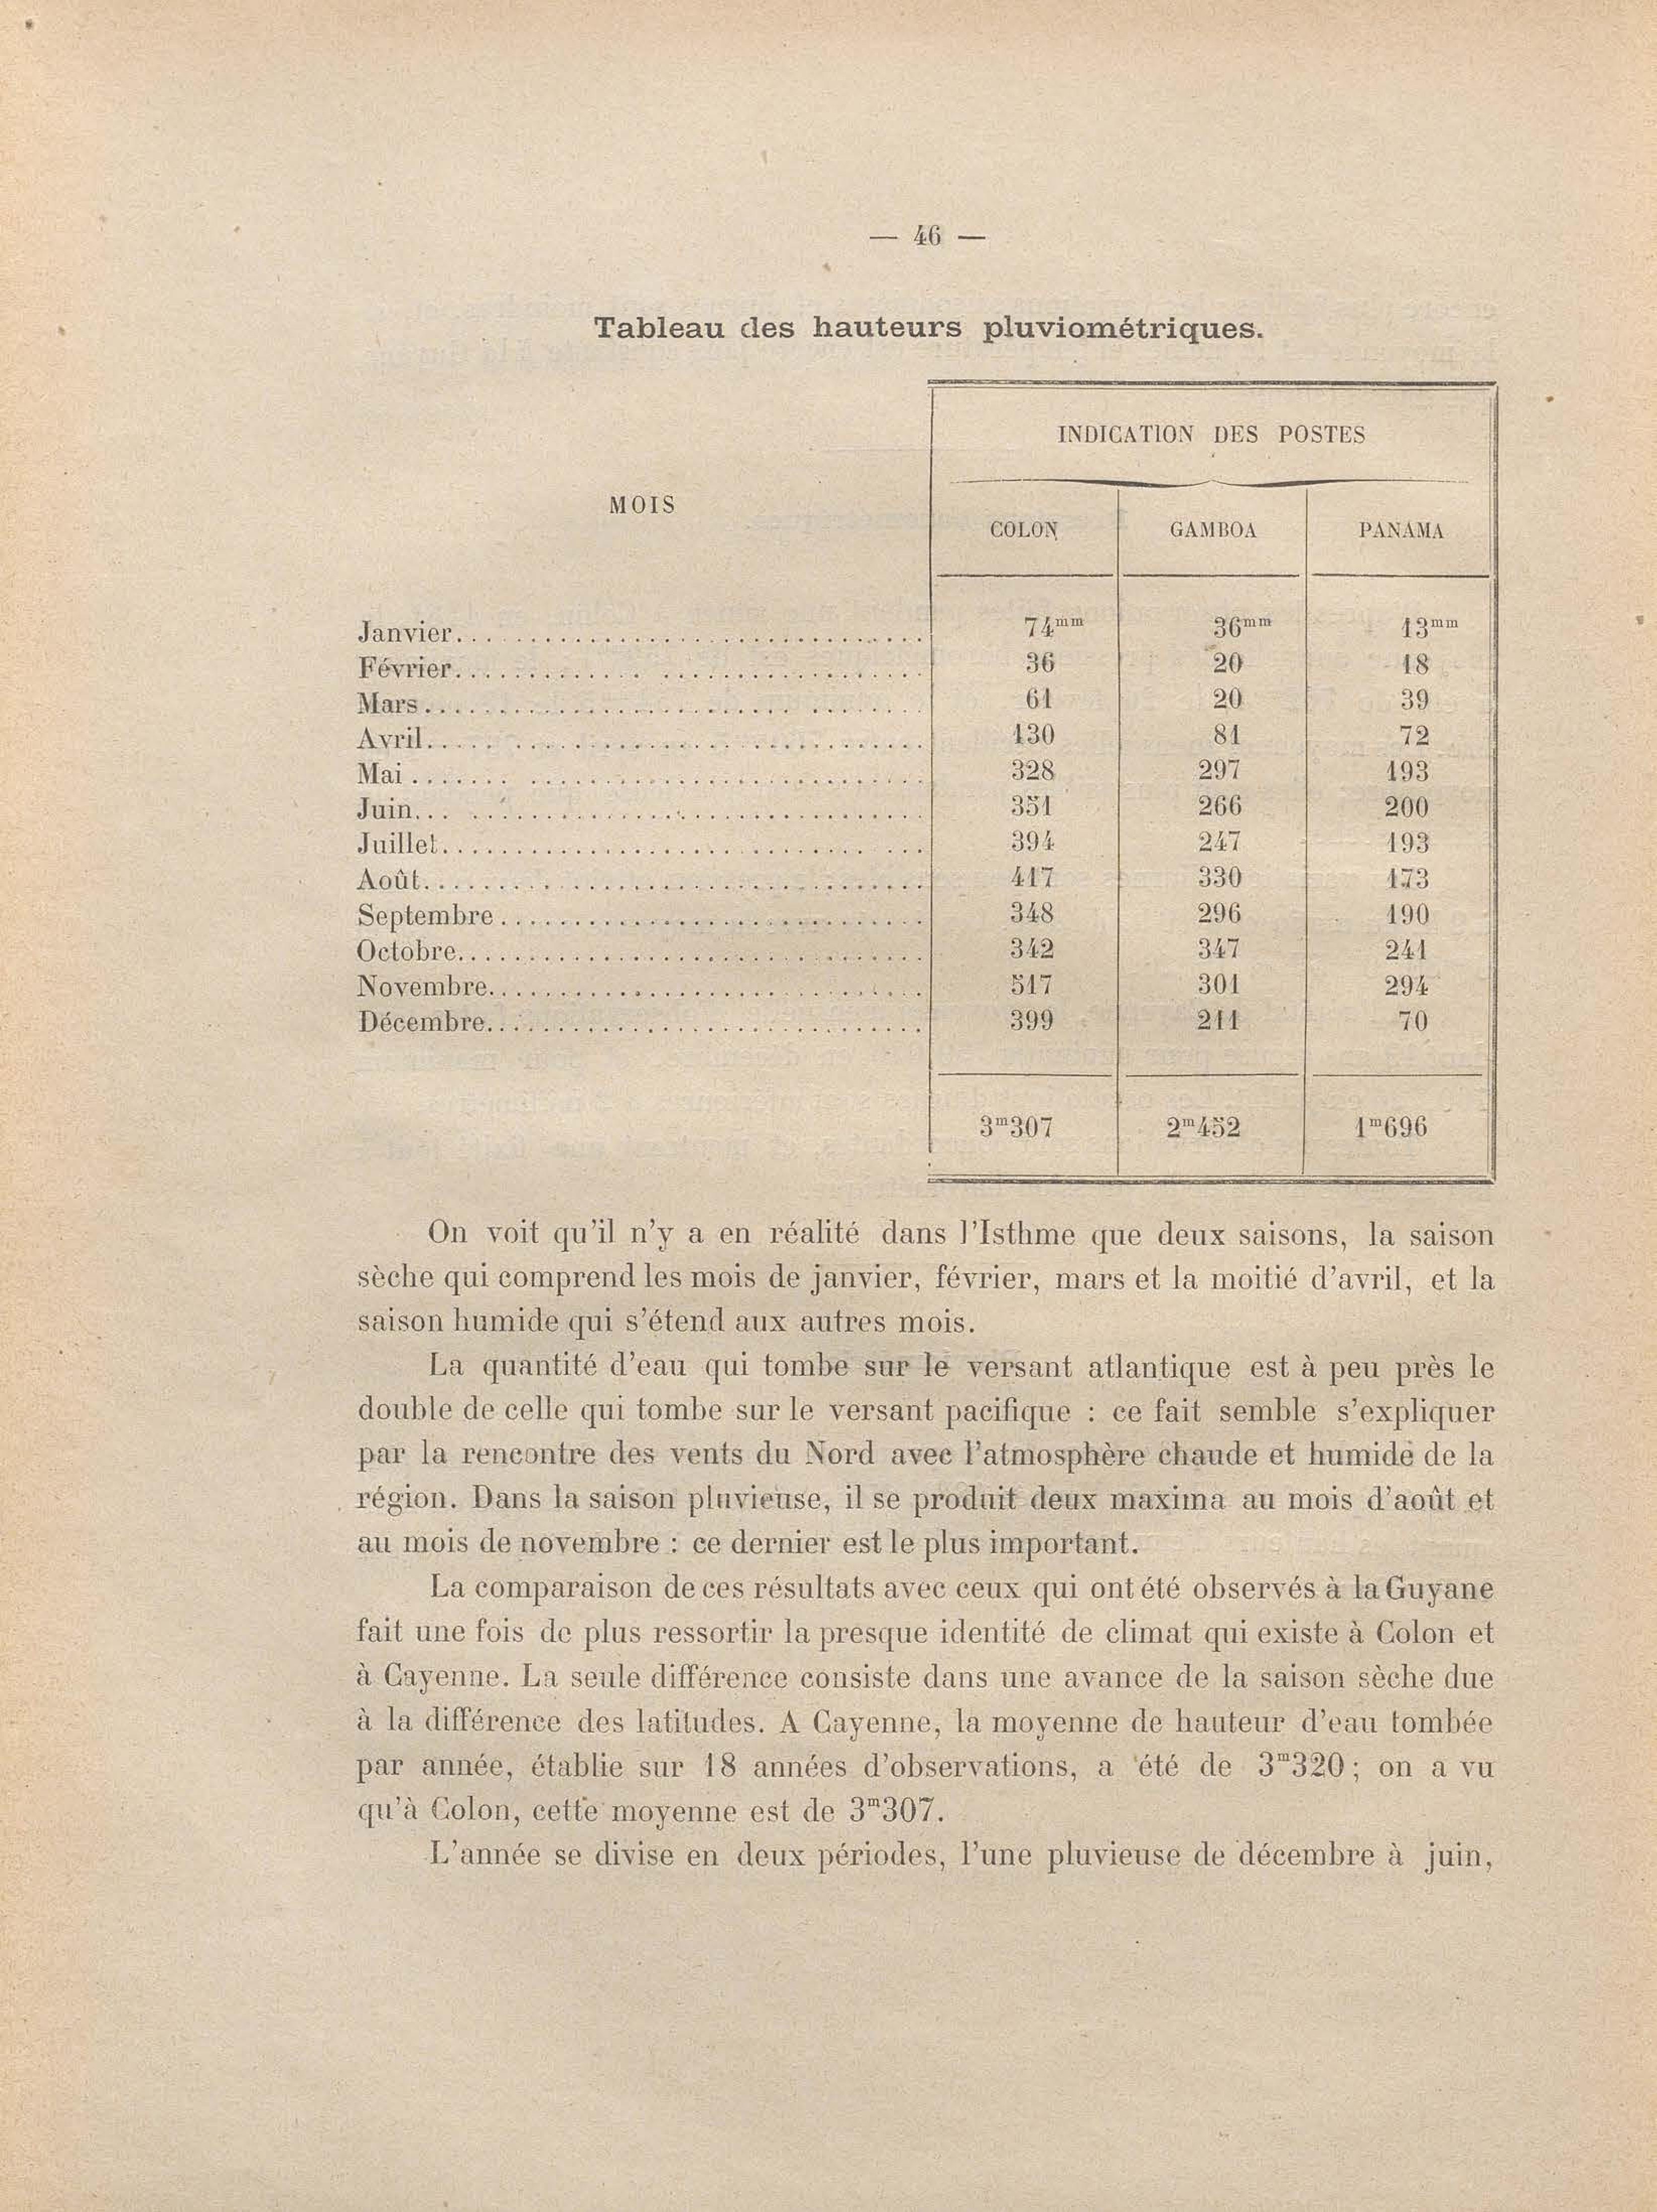 — 46 —
Tableau des hauteurs pluviométriques.
INDICATION DES POSTES
MOIS
COLON GAMBOA PANAMA
Janvier 74mm 36mm 13mm
Février 36 20 18
Mars 61 20 39
Avril 130 81 72
Mai 328 297 193
Juin 351 266 200
Juillet 394 247 193
Août 417 330 173
Septembre 348 296 190
Octobre 342 347 241
Novembre 517 301 294
Décembre 399 211 70
3m307 2m452 1m696
On voit qu'il n'y a en réalité dans l'Isthme que deux saisons, la saison
sèche qui comprend les mois de janvier, février, mars et la moitié d'avril, et la
saison humide qui s'étend aux autres mois.
La quantité d'eau qui tombe sur le versant atlantique est à peu près le
double de celle qui tombe sur le versant pacifique : ce fait semble s'expliquer
par la rencontre des vents du Nord avec l'atmosphère chaude et humide de la
région. Dans la saison pluvieuse, il se produit deux maxima au mois d'août et
au mois de novembre : ce dernier est le plus important.
La comparaison de ces résultats avec ceux qui ont été observés à la Guyane
fait une fois de plus ressortir la presque identité de climat qui existe à Colon et
à Cayenne. La seule différence consiste dans une avance de la saison sèche due
à la différence des latitudes. A Cayenne, la moyenne de hauteur d'eau tombée
par année, établie sur 18 années d'observations, a été de 3m320 ; on a vu
qu'à Colon, cette moyenne est de 3m307.
L'année se divise en deux périodes, l'une pluvieuse de décembre à juin,